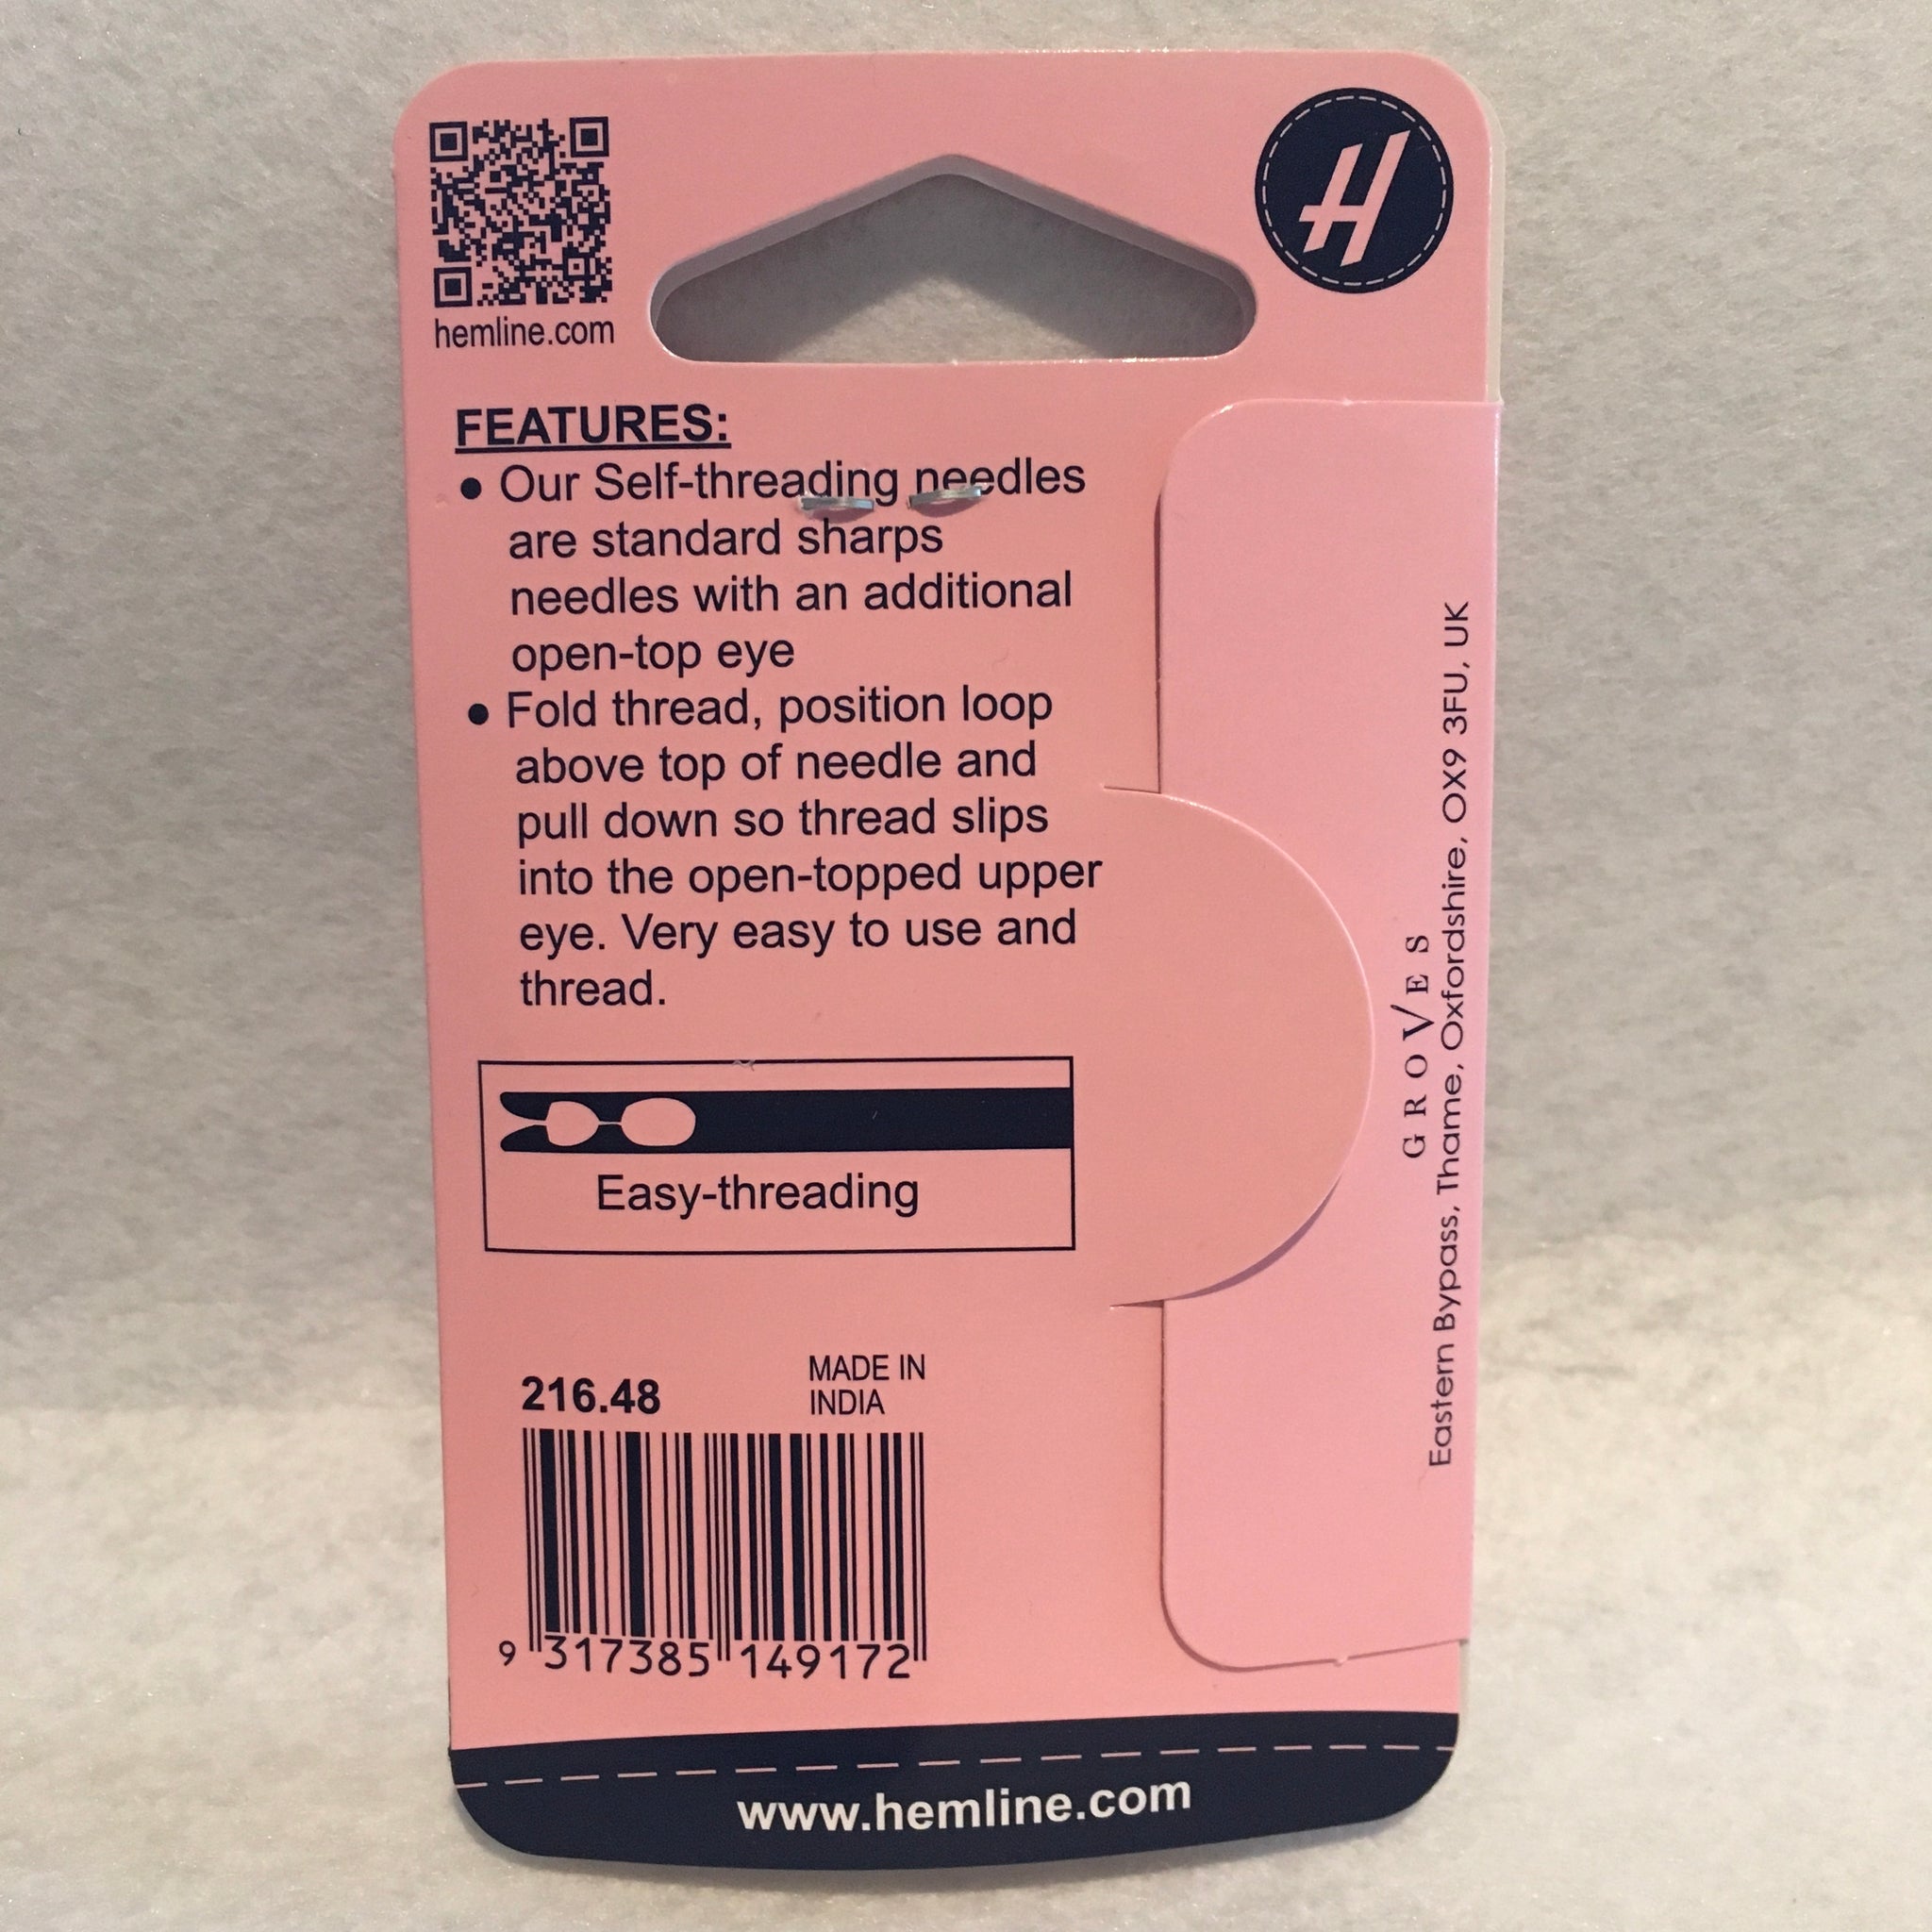 H
hemline.com
FEATURES:
● Our Self-threading needles
are standard sharps
needles with an additional
open-top eye
● Fold thread, position loop
above top of needle and
pull down so thread slips
into the open-topped upper
eye. Very easy to use and
thread.
Easy-threading
216.48
MADE IN
INDIA
9 317385 149172
GROVES
Eastern Bypass, Thame, Oxfordshire, OX9 3FU, UK
www.hemline.com